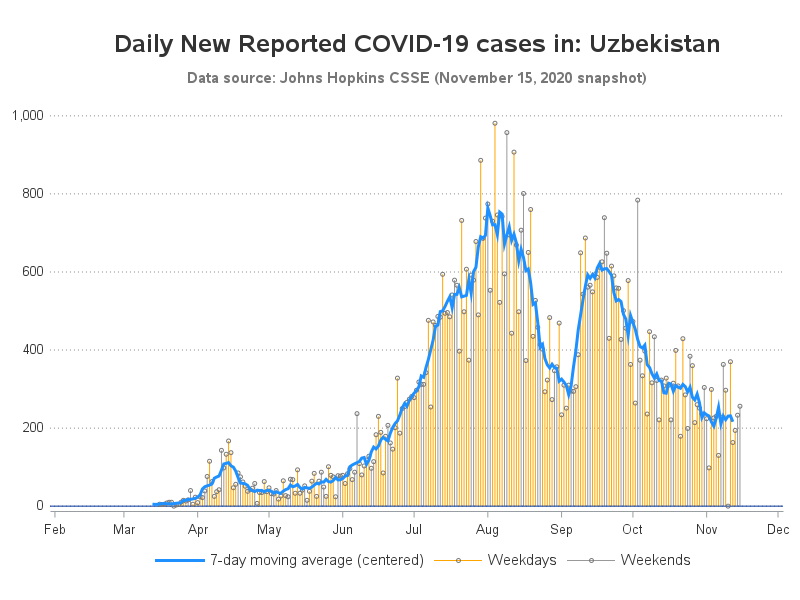 Daily New Reported COVID-19 cases in: Uzbekistan
Data source: Johns Hopkins CSSE (November 15, 2020 snapshot)
1,000
800
600
400
200
0
Feb Mar Apr May Jun Jul Aug Sep Oct Nov Dec
7-day moving average (centered) Weekdays Weekends